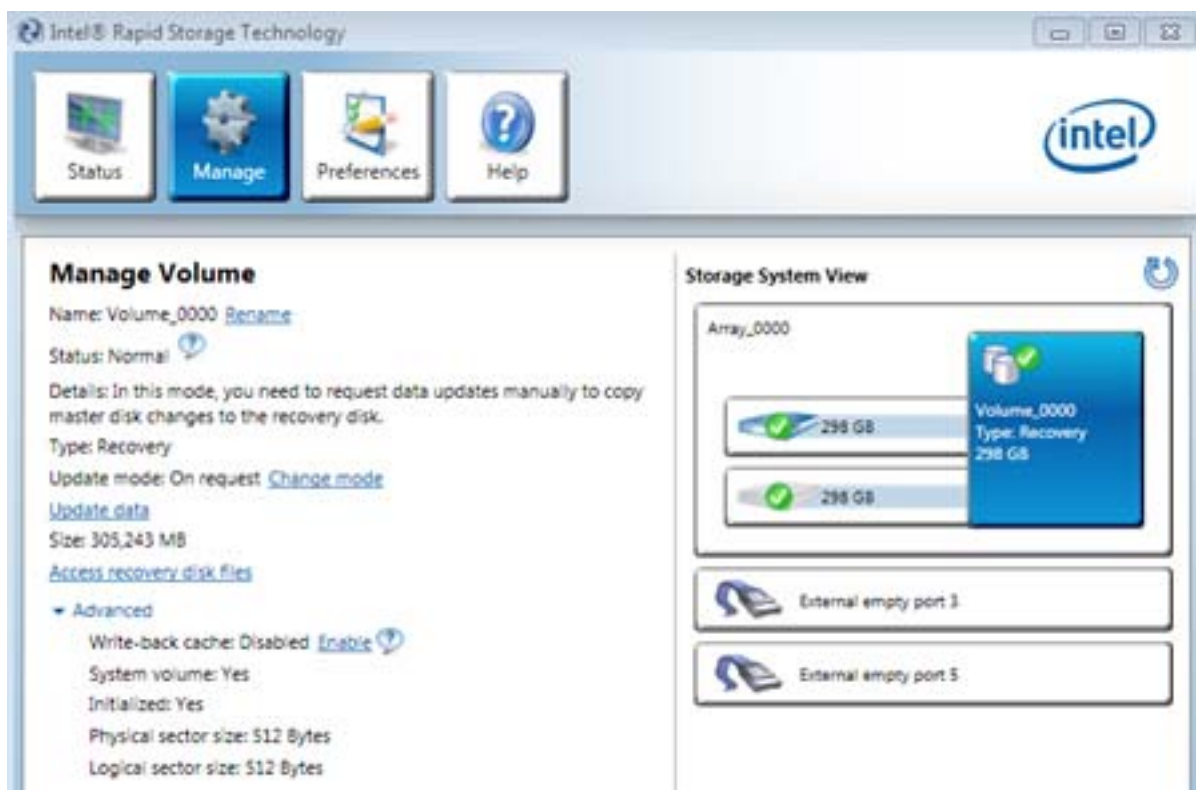 Intel® Rapid Storage Technology
Status
Manage
Preferences
Help
intel
Manage Volume
Name: Volume_0000 Rename
Status: Normal
Details: In this mode, you need to request data updates manually to copy
master disk changes to the recovery disk.
Type: Recovery
Update mode: On request Change mode
Update data
Size: 305,243 MB
Access recovery disk files
Advanced
Write-back cache: Disabled Enable
System volume: Yes
Initialized: Yes
Physical sector size: 512 Bytes
Logical sector size: 512 Bytes
Storage System View
Array_0000
298 GB
298 GB
Volume_0000
Type: Recovery
298 GB
External empty port 3
External empty port 5